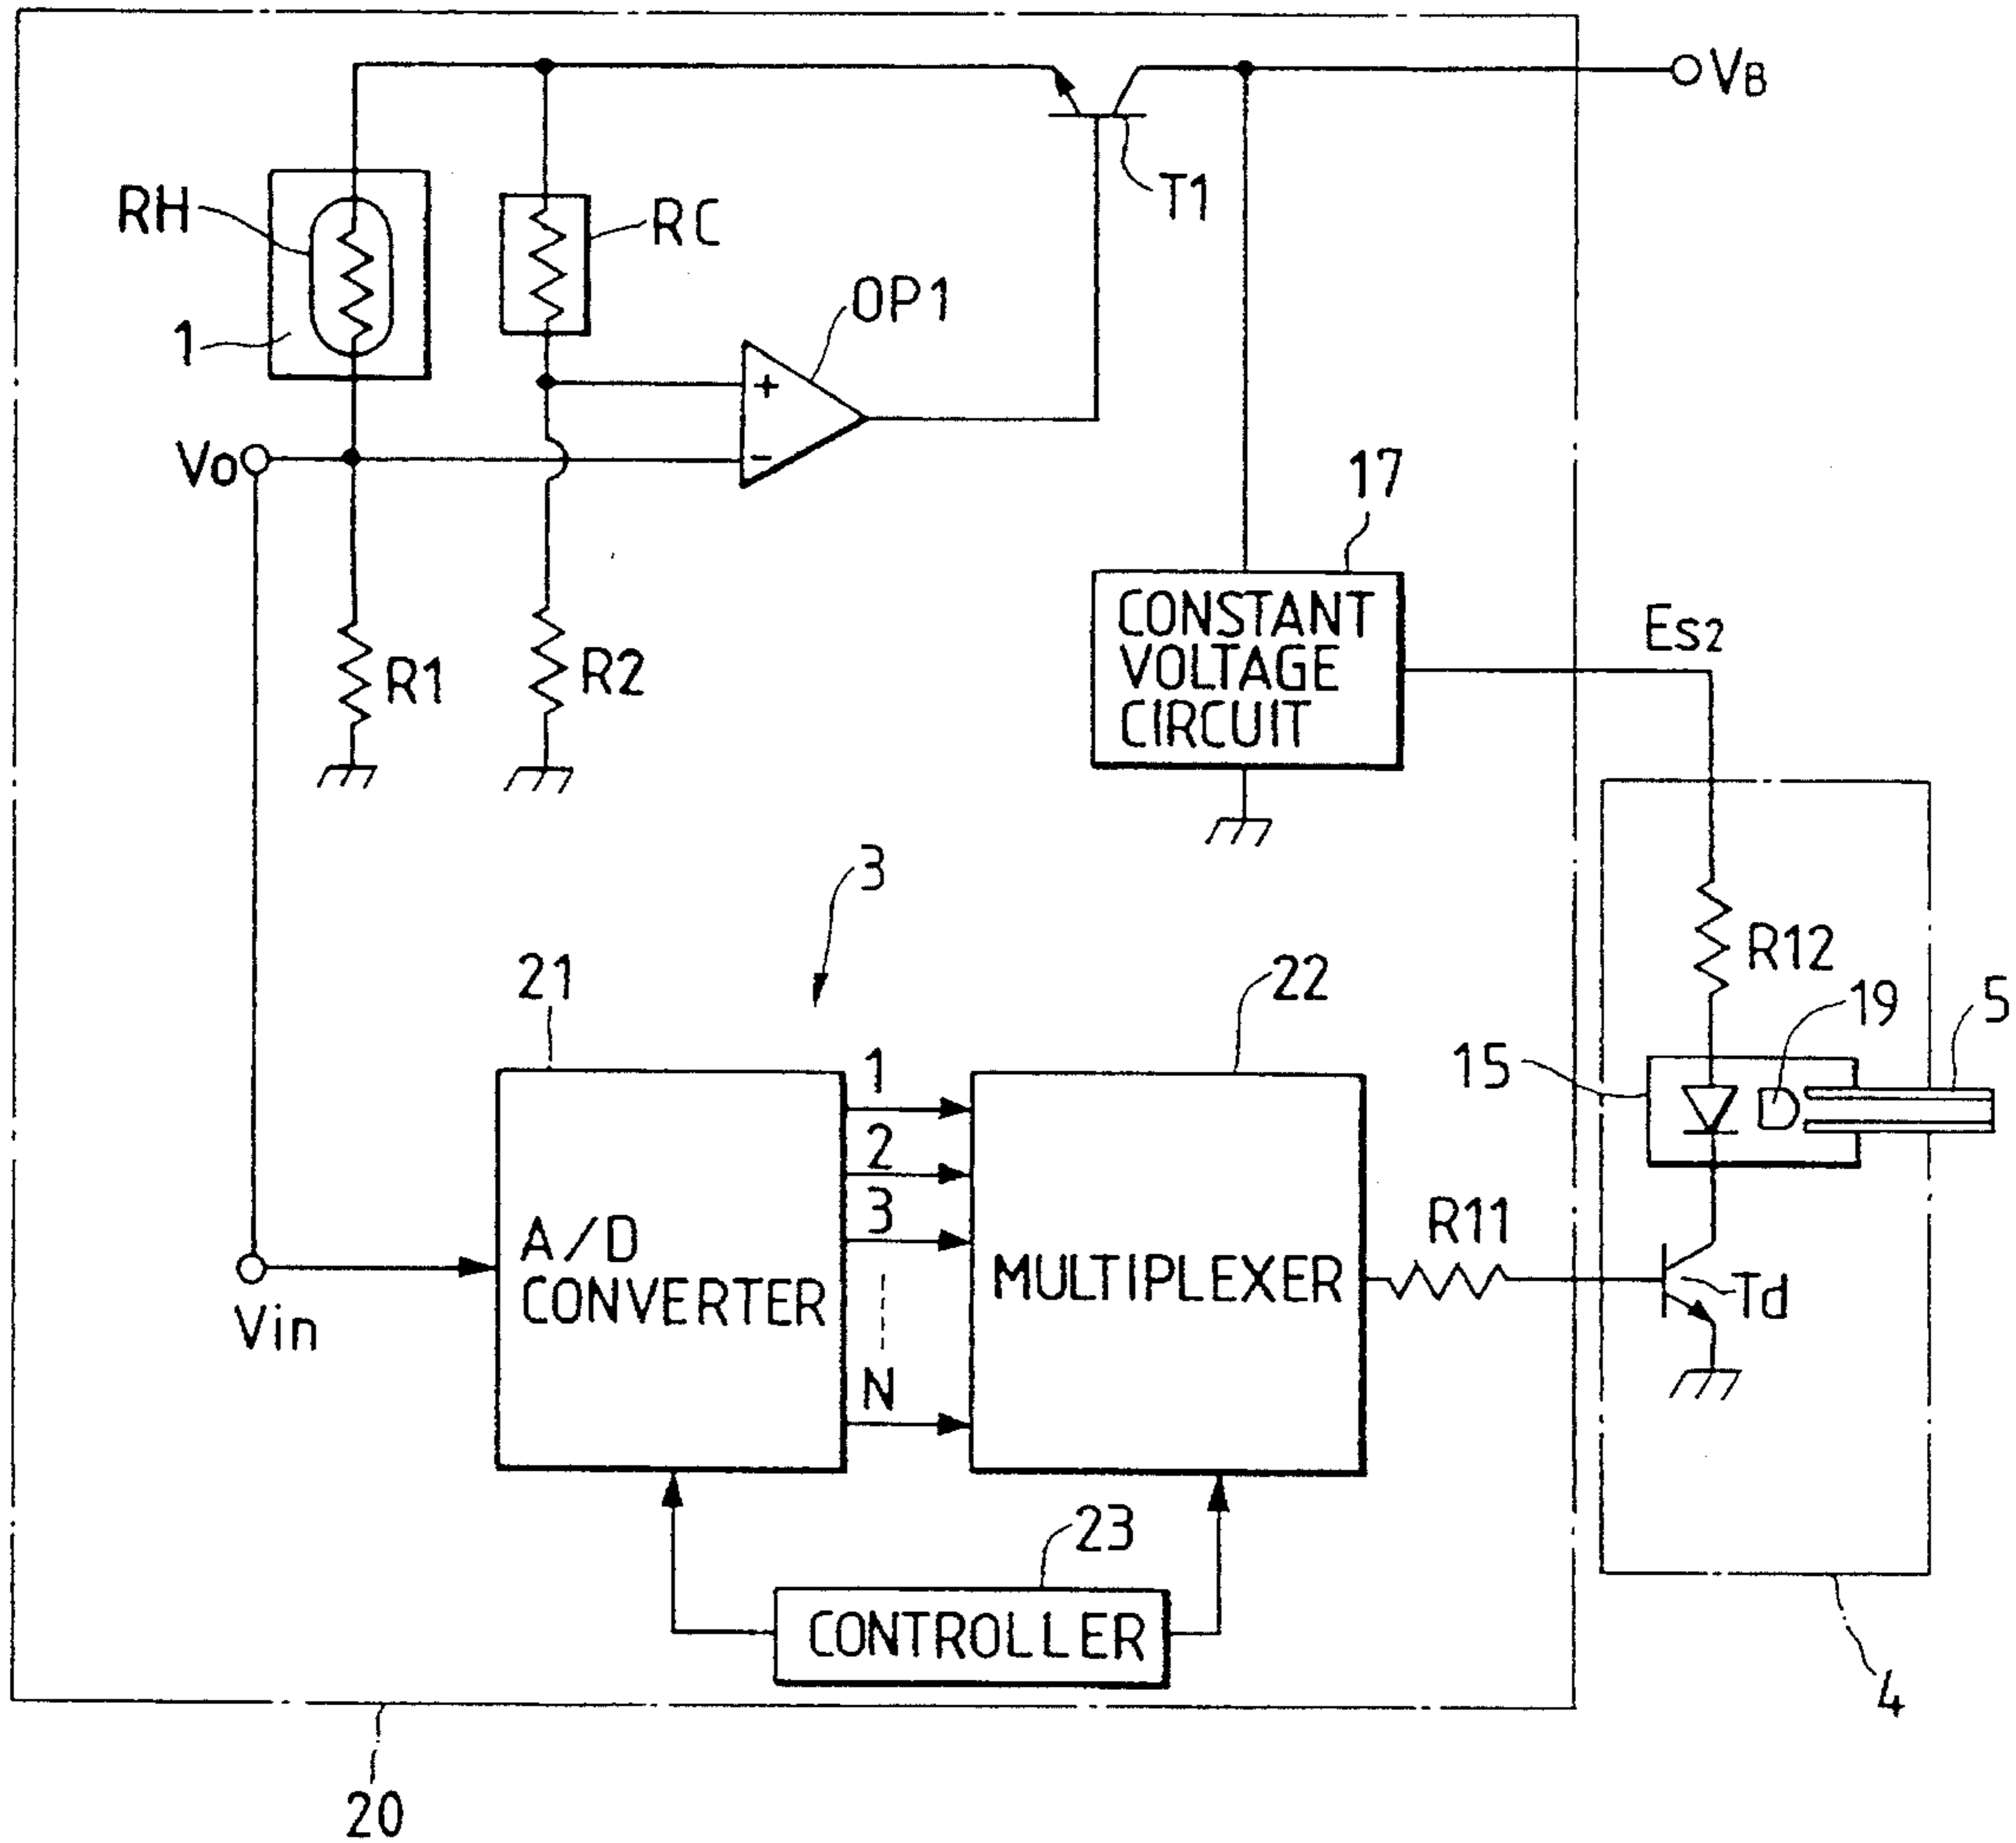 VB
T1
RH
RC
OP1
1
+
Vo
-
17
CONSTANT
VOLTAGE
CIRCUIT
Es2
R1
R2
3
R12
21
22
19
5
15
1
2
3
N
A/D
CONVERTER
MULTIPLEXER
R11
Td
D
Vin
23
CONTROLLER
4
20